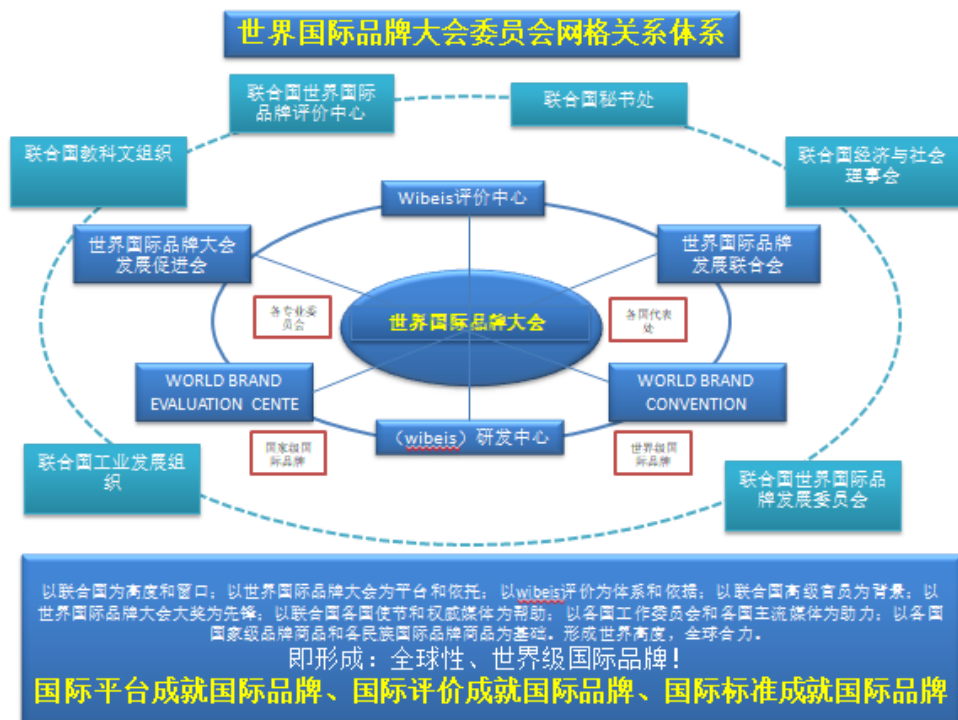 世界国际品牌大会委员会网格关系体系
联合国世界国际
品牌评价中心
联合国秘书处
联合国教科文组织
联合国经济与社会
理事会
Wibeis评价中心
世界国际品牌大会
发展促进会
世界国际品牌
发展联合会
各专业委
员会
世界国际品牌大会
各国代表
处
WORLD BRAND
EVALUATION CENTE
WORLD BRAND
CONVENTION
（wibeis）研发中心
国家级国
际品牌
世界级国
际品牌
联合国工业发展组
织
联合国世界国际品
牌发展委员会
以联合国为高度和窗口；以世界国际品牌大会为平台和依托；以wibeis评价为体系和依据；以联合国高级官员为背景；以
世界国际品牌大会大奖为先锋；以联合国各国使节和权威媒体为帮助；以各国工作委员会和各国主流媒体为助力；以各国
国家级品牌商品和各民族国际品牌商品为基础。形成世界高度，全球合力。
即形成：全球性、世界级国际品牌！
国际平台成就国际品牌、国际评价成就国际品牌、国际标准成就国际品牌